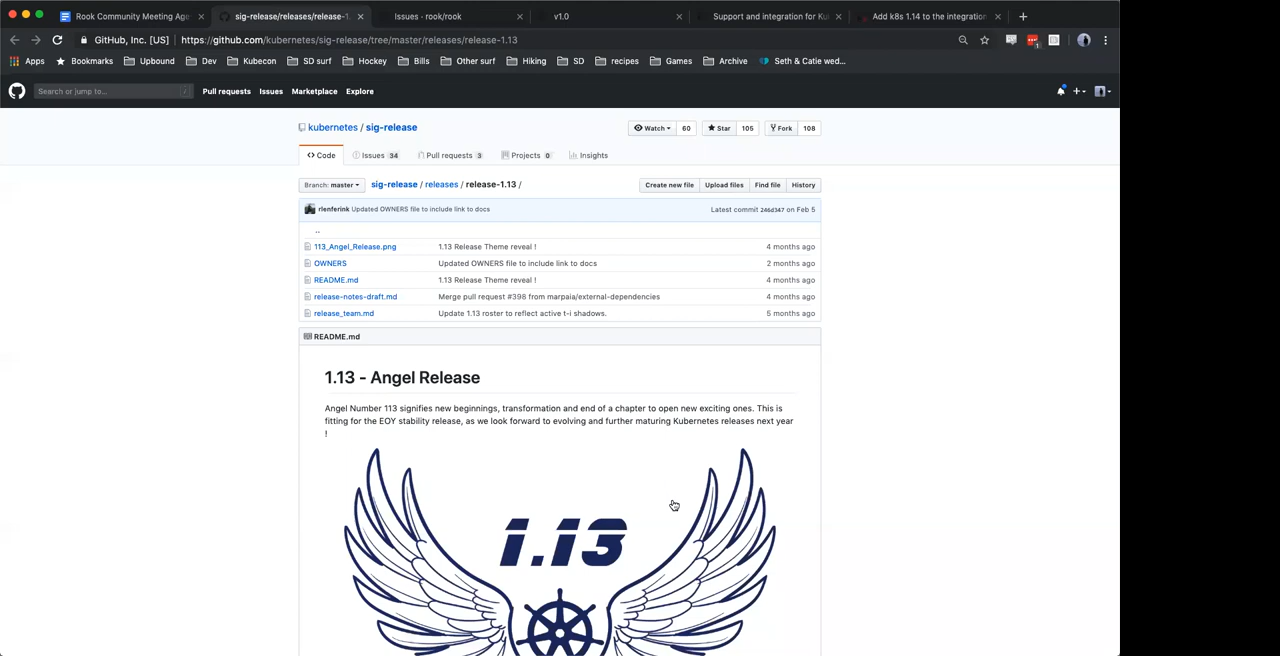 Rook Community Meeting Age
sig-release/releases/release-1.
Issues · rook/rook
v1.0
Support and integration for Ku
Add k8s 1.14 to the integration
GitHub, Inc. [US] https://github.com/kubernetes/sig-release/tree/master/releases/release-1.13
Apps Bookmarks Upbound Dev Kubecon SD surf Hockey Bills Other surf Hiking SD recipes Games Archive Seth & Catie wed...
Search or jump to... / Pull requests Issues Marketplace Explore
kubernetes / sig-release
Watch 60 Star 105 Fork 108
Code Issues 34 Pull requests 3 Projects 0 Insights
Branch: master sig-release / releases / release-1.13 /
Create new file Upload files Find file History
rlenferink Updated OWNERS file to include link to docs Latest commit 246d347 on Feb 5
..
113_Angel_Release.png 1.13 Release Theme reveal ! 4 months ago
OWNERS Updated OWNERS file to include link to docs 2 months ago
README.md 1.13 Release Theme reveal ! 4 months ago
release-notes-draft.md Merge pull request #398 from marpaia/external-dependencies 4 months ago
release_team.md Update 1.13 roster to reflect active t-i shadows. 5 months ago
README.md
1.13 - Angel Release
Angel Number 113 signifies new beginnings, transformation and end of a chapter to open new exciting ones. This is
fitting for the EOY stability release, as we look forward to evolving and further maturing Kubernetes releases next year
!
1.13